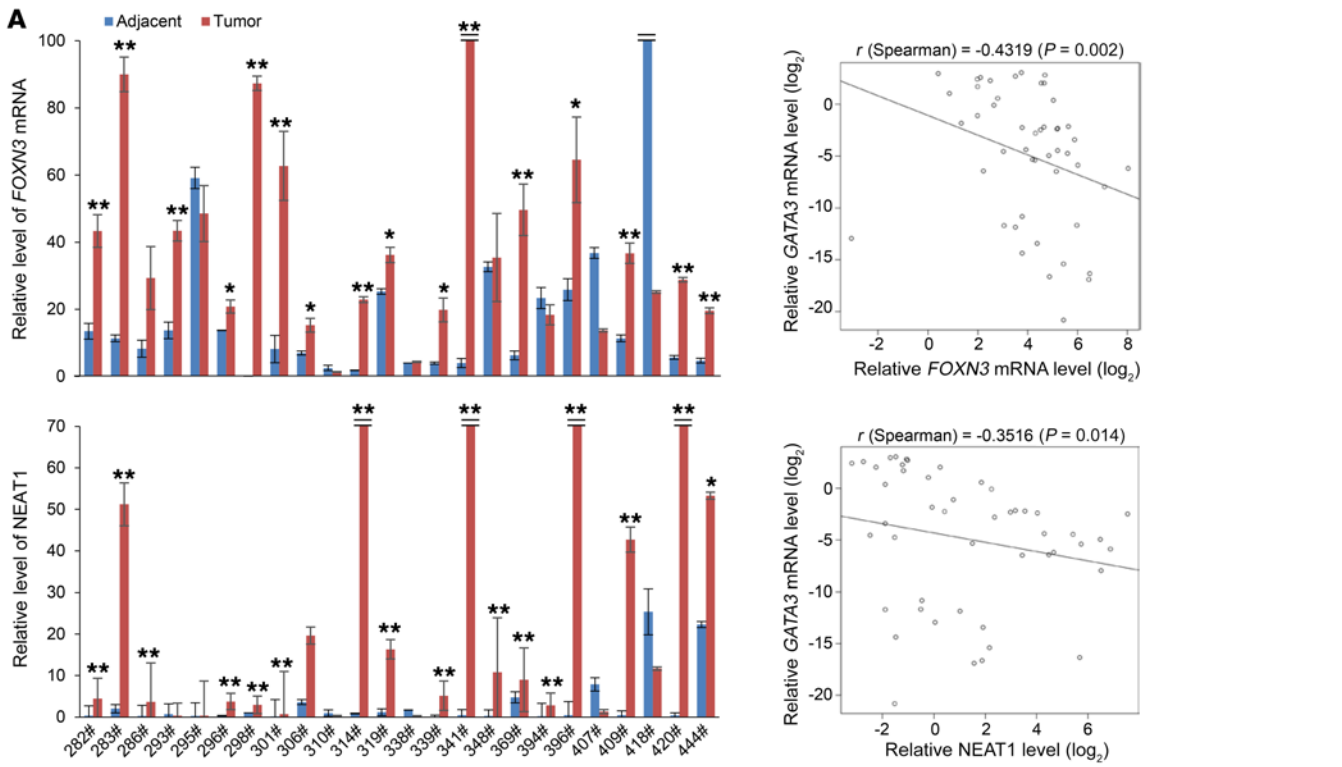 A
Adjacent Tumor
Relative level of FOXN3 mRNA
100
80
60
40
20
0
** ** ** * ** ** * ** * * ** ** * ** ** **
r (Spearman) = -0.4319 (P = 0.002)
Relative GATA3 mRNA level (log2)
0
-5
-10
-15
-20
-2 0 2 4 6 8
Relative FOXN3 mRNA level (log2)
Relative level of NEAT1
70
60
50
40
30
20
10
0
** ** ** ** ** ** ** ** ** ** ** ** ** ** ** ** *
282# 283# 286# 293# 295# 296# 298# 301# 306# 310# 314# 319# 338# 339# 341# 348# 369# 394# 396# 407# 409# 418# 420# 444#
r (Spearman) = -0.3516 (P = 0.014)
Relative GATA3 mRNA level (log2)
0
-5
-10
-15
-20
-2 0 2 4 6
Relative NEAT1 level (log2)